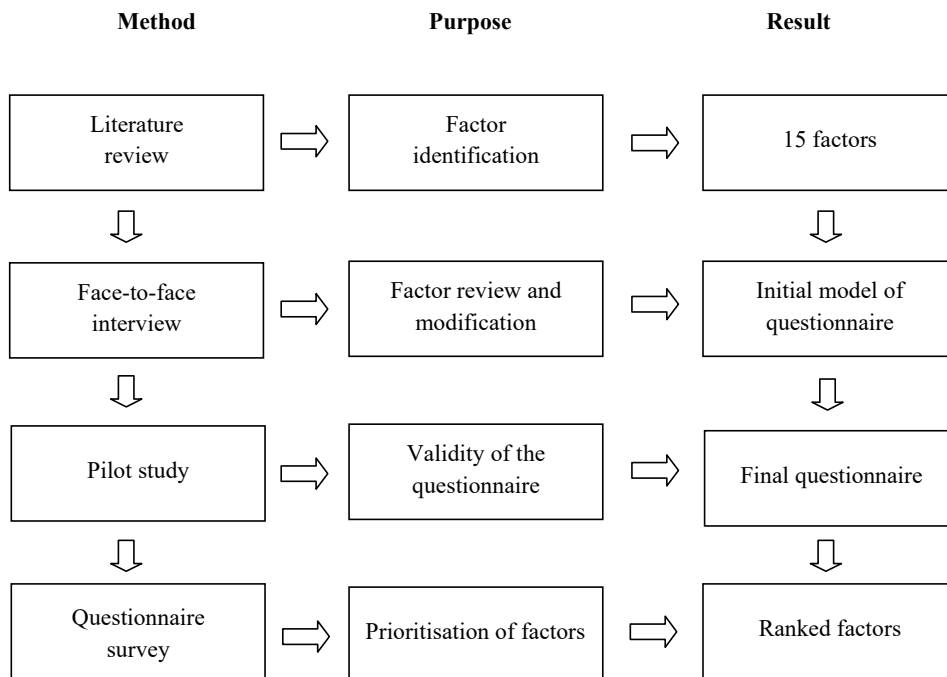 Method
Purpose
Result
Literature
review
Factor
identification
15 factors
Face-to-face
interview
Factor review and
modification
Initial model of
questionnaire
Pilot study
Validity of the
questionnaire
Final questionnaire
Questionnaire
survey
Prioritisation of factors
Ranked factors